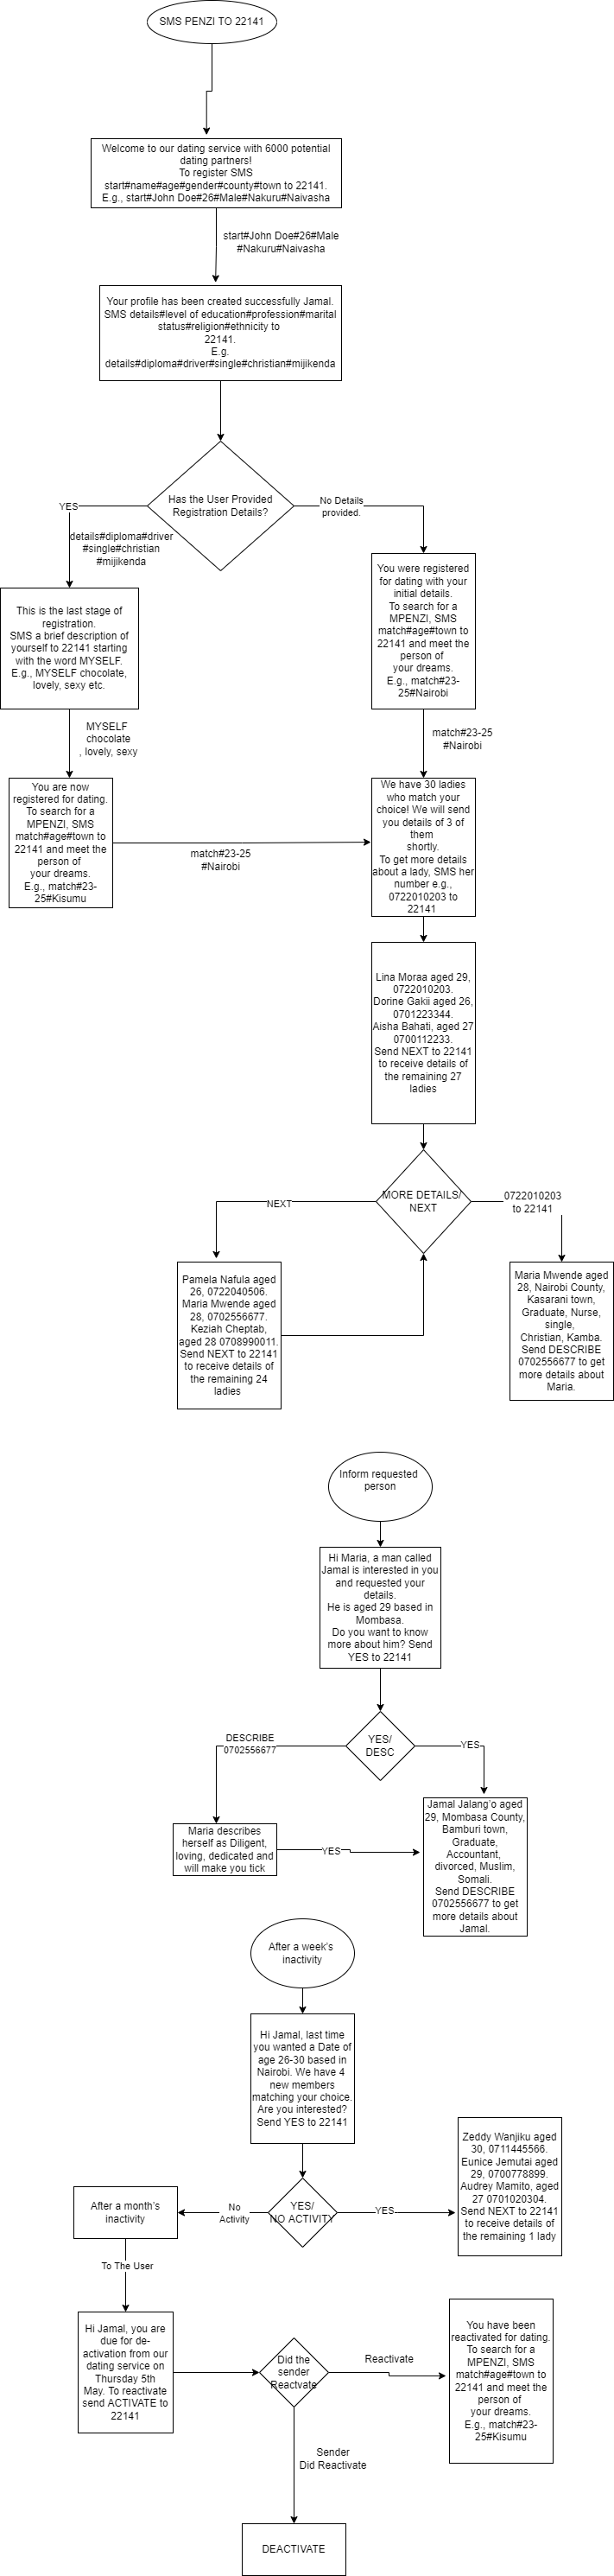 SMS PENZI TO 22141
Welcome to our dating service with 6000 potential
dating partners!
To register SMS
start#name#age#gender#county#town to 22141.
E.g., start#John Doe#26#Male#Nakuru#Naivasha
start#John Doe#26#Male
#Nakuru#Naivasha
Your profile has been created successfully Jamal.
SMS details#level of education#profession#marital
status#religion#ethnicity to
22141.
E.g.
details#diploma#driver#single#christian#mijikenda
Has the User Provided
Registration Details?
YES
No Details
provided.
details#diploma#driver
#single#christian
#mijikenda
This is the last stage of
registration.
SMS a brief description of
yourself to 22141 starting
with the word MYSELF.
E.g., MYSELF chocolate,
lovely, sexy etc.
You were registered
for dating with your
initial details.
To search for a
MPENZI, SMS
match#age#town to
22141 and meet the
person of
your dreams.
E.g., match#23-
25#Nairobi
MYSELF
chocolate
, lovely, sexy
match#23-25
#Nairobi
You are now
registered for dating.
To search for a
MPENZI, SMS
match#age#town to
22141 and meet the
person of
your dreams.
E.g., match#23-
25#Kisumu
match#23-25
#Nairobi
We have 30 ladies
who match your
choice! We will send
you details of 3 of
them
shortly.
To get more details
about a lady, SMS her
number e.g.,
0722010203 to
22141
Lina Moraa aged 29,
0722010203.
Dorine Gakii aged 26,
0701223344.
Aisha Bahati, aged 27
0700112233.
Send NEXT to 22141
to receive details of
the remaining 27
ladies
MORE DETAILS/
NEXT
NEXT
0722010203
to 22141
Pamela Nafula aged
26, 0722040506.
Maria Mwende aged
28, 0702556677.
Keziah Cheptab,
aged 28 0708990011.
Send NEXT to 22141
to receive details of
the remaining 24
ladies
Maria Mwende aged
28, Nairobi County,
Kasarani town,
Graduate, Nurse,
single,
Christian, Kamba.
Send DESCRIBE
0702556677 to get
more details about
Maria.
Inform requested
person
Hi Maria, a man called
Jamal is interested in you
and requested your
details.
He is aged 29 based in
Mombasa.
Do you want to know
more about him? Send
YES to 22141
YES/
DESC
DESCRIBE
0702556677
YES
Maria describes
herself as Diligent,
loving, dedicated and
will make you tick
YES
Jamal Jalang'o aged
29, Mombasa County,
Bamburi town,
Graduate,
Accountant,
divorced, Muslim,
Somali.
Send DESCRIBE
0702556677 to get
more details about
Jamal.
After a week's
inactivity
Hi Jamal, last time
you wanted a Date of
age 26-30 based in
Nairobi. We have 4
new members
matching your choice.
Are you interested?
Send YES to 22141
YES/
NO ACTIVITY
No
Activity
YES
Zeddy Wanjiku aged
30, 0711445566.
Eunice Jemutai aged
29, 0700778899.
Audrey Mamito, aged
27 0701020304.
Send NEXT to 22141
to receive details of
the remaining 1 lady
After a month's
inactivity
To The User
Hi Jamal, you are
due for de-
activation from our
dating service on
Thursday 5th
May. To reactivate
send ACTIVATE to
22141
Did the
sender
Reactvate
Reactivate
You have been
reactivated for dating.
To search for a
MPENZI, SMS
match#age#town to
22141 and meet the
person of
your dreams.
E.g., match#23-
25#Kisumu
Sender
Did Reactivate
DEACTIVATE